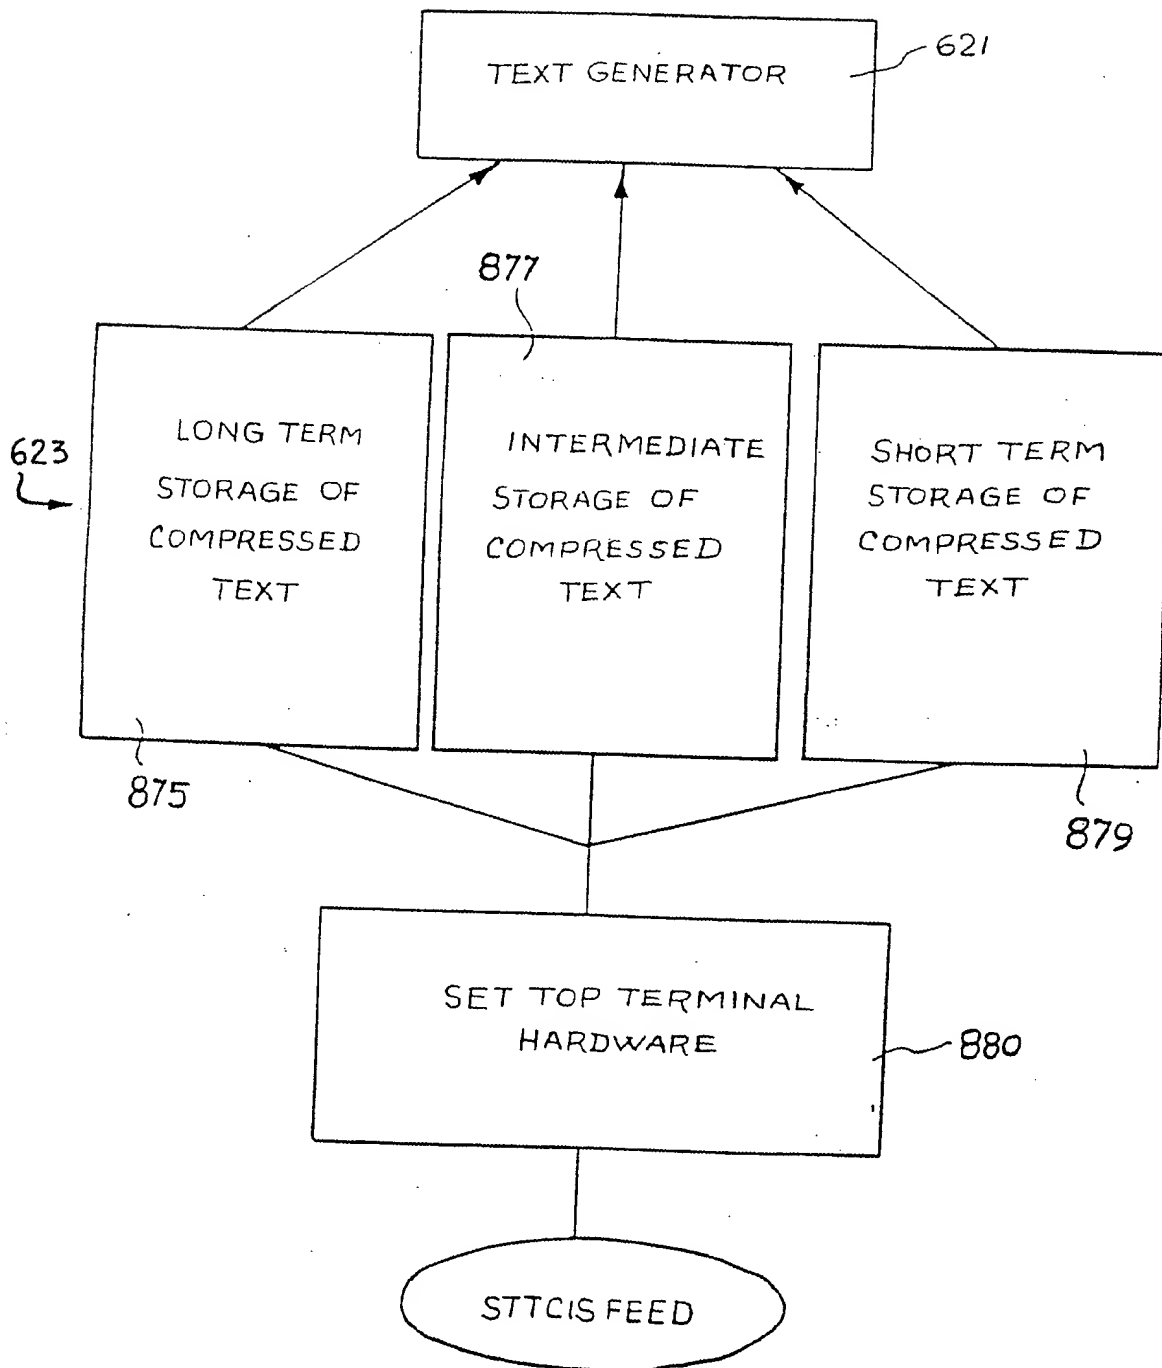 TEXT GENERATOR
621
877
623
LONG TERM
STORAGE OF
COMPRESSED
TEXT
INTERMEDIATE
STORAGE OF
COMPRESSED
TEXT
SHORT TERM
STORAGE OF
COMPRESSED
TEXT
875
879
SET TOP TERMINAL
HARDWARE
880
STTCIS FEED